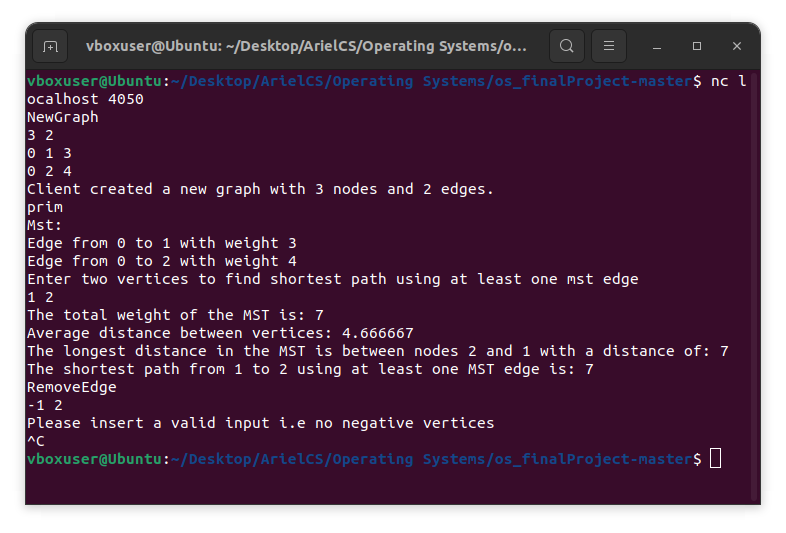 vboxuser@Ubuntu: ~/Desktop/ArielCS/Operating Systems/o...
vboxuser@Ubuntu:~/Desktop/ArielCS/Operating Systems/os_finalProject-master$ nc l
ocalhost 4050
NewGraph
3 2
0 1 3
0 2 4
Client created a new graph with 3 nodes and 2 edges.
prim
Mst:
Edge from 0 to 1 with weight 3
Edge from 0 to 2 with weight 4
Enter two vertices to find shortest path using at least one mst edge
1 2
The total weight of the MST is: 7
Average distance between vertices: 4.666667
The longest distance in the MST is between nodes 2 and 1 with a distance of: 7
The shortest path from 1 to 2 using at least one MST edge is: 7
RemoveEdge
-1 2
Please insert a valid input i.e no negative vertices
^C
vboxuser@Ubuntu:~/Desktop/ArielCS/Operating Systems/os_finalProject-master$